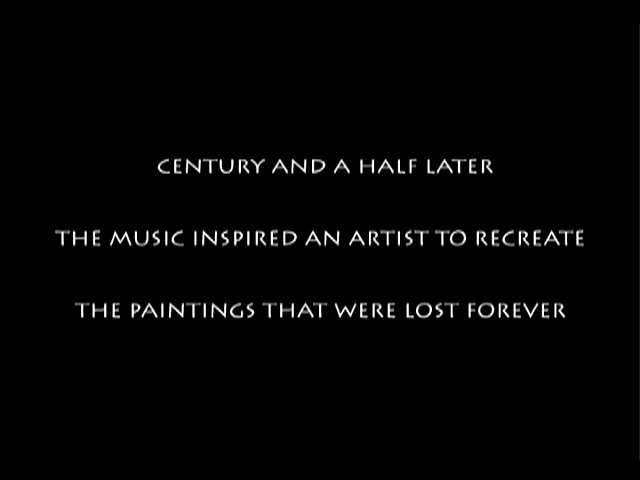 CENTURY AND A HALF LATER
THE MUSIC INSPIRED AN ARTIST TO RECREATE
THE PAINTINGS THAT WERE LOST FOREVER